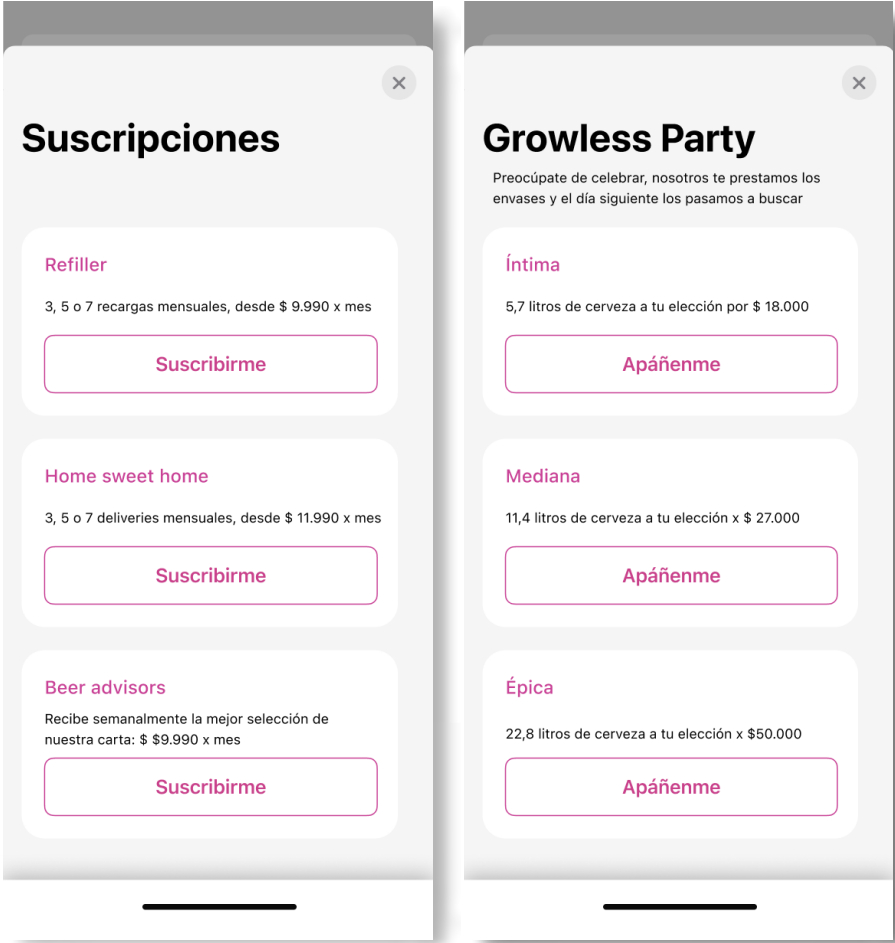 Suscripciones
Refiller
3, 5 o 7 recargas mensuales, desde $ 9.990 x mes
Suscribirme
Home sweet home
3, 5 o 7 deliveries mensuales, desde $ 11.990 x mes
Suscribirme
Beer advisors
Recibe semanalmente la mejor selección de
nuestra carta: $ $9.990 x mes
Suscribirme
Growless Party
Preocúpate de celebrar, nosotros te prestamos los
envases y el día siguiente los pasamos a buscar
Íntima
5,7 litros de cerveza a tu elección por $ 18.000
Apáñenme
Mediana
11,4 litros de cerveza a tu elección x $ 27.000
Apáñenme
Épica
22,8 litros de cerveza a tu elección x $50.000
Apáñenme